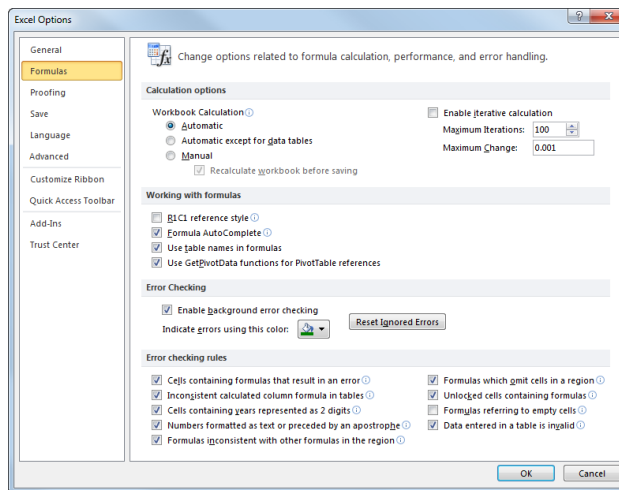 Excel Options
General
Formulas
Proofing
Save
Language
Advanced
Customize Ribbon
Quick Access Toolbar
Add-Ins
Trust Center
Change options related to formula calculation, performance, and error handling.
Calculation options
Workbook Calculation
Automatic
Automatic except for data tables
Manual
Recalculate workbook before saving
Enable iterative calculation
Maximum Iterations: 100
Maximum Change: 0.001
Working with formulas
R1C1 reference style
Formula AutoComplete
Use table names in formulas
Use GetPivotData functions for PivotTable references
Error Checking
Enable background error checking
Indicate errors using this color:
Reset Ignored Errors
Error checking rules
Cells containing formulas that result in an error
Inconsistent calculated column formula in tables
Cells containing years represented as 2 digits
Numbers formatted as text or preceded by an apostrophe
Formulas inconsistent with other formulas in the region
Formulas which omit cells in a region
Unlocked cells containing formulas
Formulas referring to empty cells
Data entered in a table is invalid
OK
Cancel